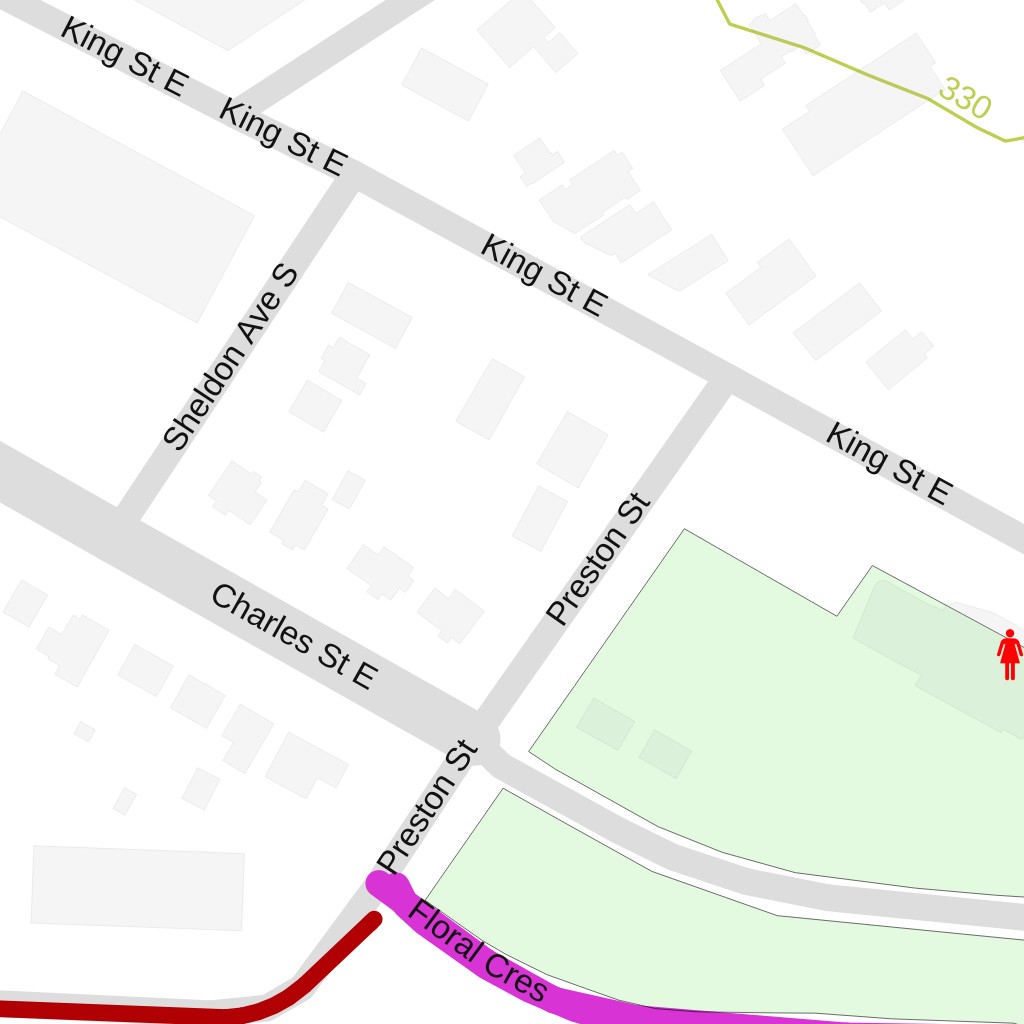 King St E
330
King St E
King St E
Sheldon Ave S
King St E
Preston St
Charles St E
Preston St
Floral Cres